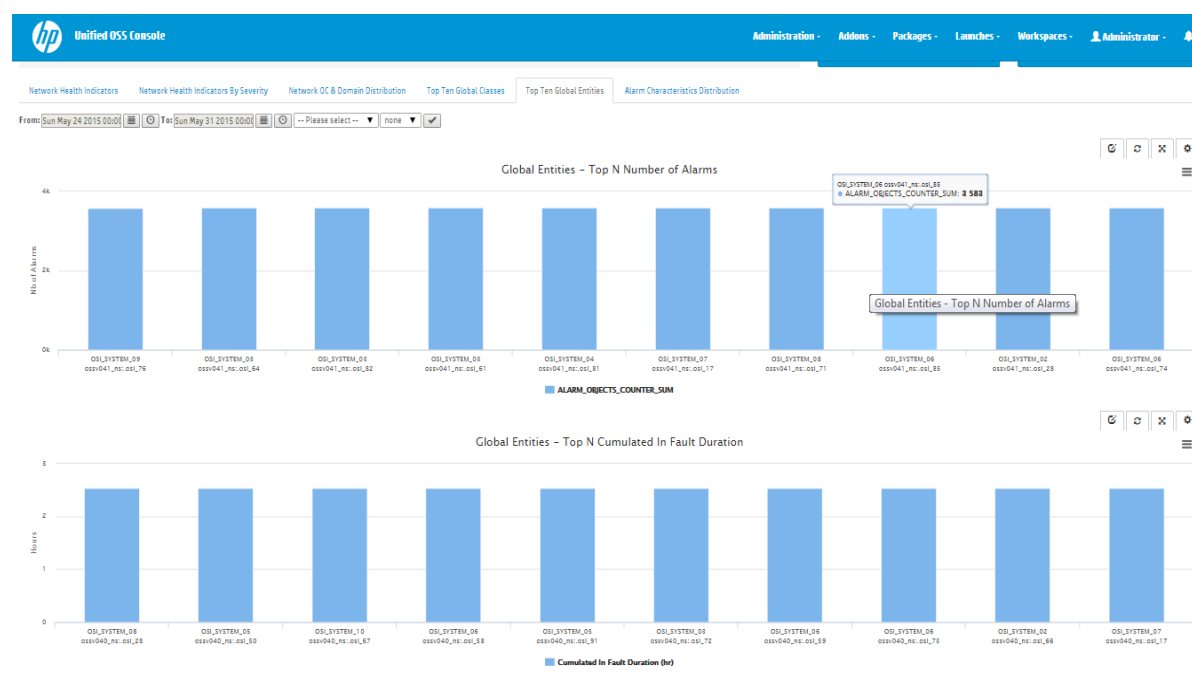 hp Unified OSS Console Administration - Addons - Packages - Launches - Workspaces - Administrator -
Network Health Indicators Network Health Indicators By Severity Network OC & Domain Distribution Top Ten Global Classes Top Ten Global Entities Alarm Characteristics Distribution
From: Sun May 24 2015 00:00 To: Sun May 31 2015 00:00 -- Please select -- none
Global Entities - Top N Number of Alarms
OSI_SYSTEM_06 ossv041_ns:.osi_85
ALARM_OBJECTS_COUNTER_SUM: 3 583
4k
2k
0k
Nb of Alarms
Global Entities - Top N Number of Alarms
OSI_SYSTEM_09 OSI_SYSTEM_08 OSI_SYSTEM_08 OSI_SYSTEM_08 OSI_SYSTEM_04 OSI_SYSTEM_07 OSI_SYSTEM_08 OSI_SYSTEM_06 OSI_SYSTEM_02 OSI_SYSTEM_06
ossv041_ns:.osi_76 ossv041_ns:.osi_64 ossv041_ns:.osi_82 ossv041_ns:.osi_61 ossv041_ns:.osi_81 ossv041_ns:.osi_17 ossv041_ns:.osi_71 ossv041_ns:.osi_85 ossv041_ns:.osi_28 ossv041_ns:.osi_74
ALARM_OBJECTS_COUNTER_SUM
Global Entities - Top N Cumulated In Fault Duration
3
2
1
0
Hours
OSI_SYSTEM_08 OSI_SYSTEM_05 OSI_SYSTEM_10 OSI_SYSTEM_06 OSI_SYSTEM_05 OSI_SYSTEM_03 OSI_SYSTEM_06 OSI_SYSTEM_06 OSI_SYSTEM_02 OSI_SYSTEM_07
ossv040_ns:.osi_28 ossv040_ns:.osi_50 ossv040_ns:.osi_67 ossv040_ns:.osi_58 ossv040_ns:.osi_91 ossv040_ns:.osi_72 ossv040_ns:.osi_59 ossv040_ns:.osi_78 ossv040_ns:.osi_66 ossv040_ns:.osi_17
Cumulated In Fault Duration (hr)